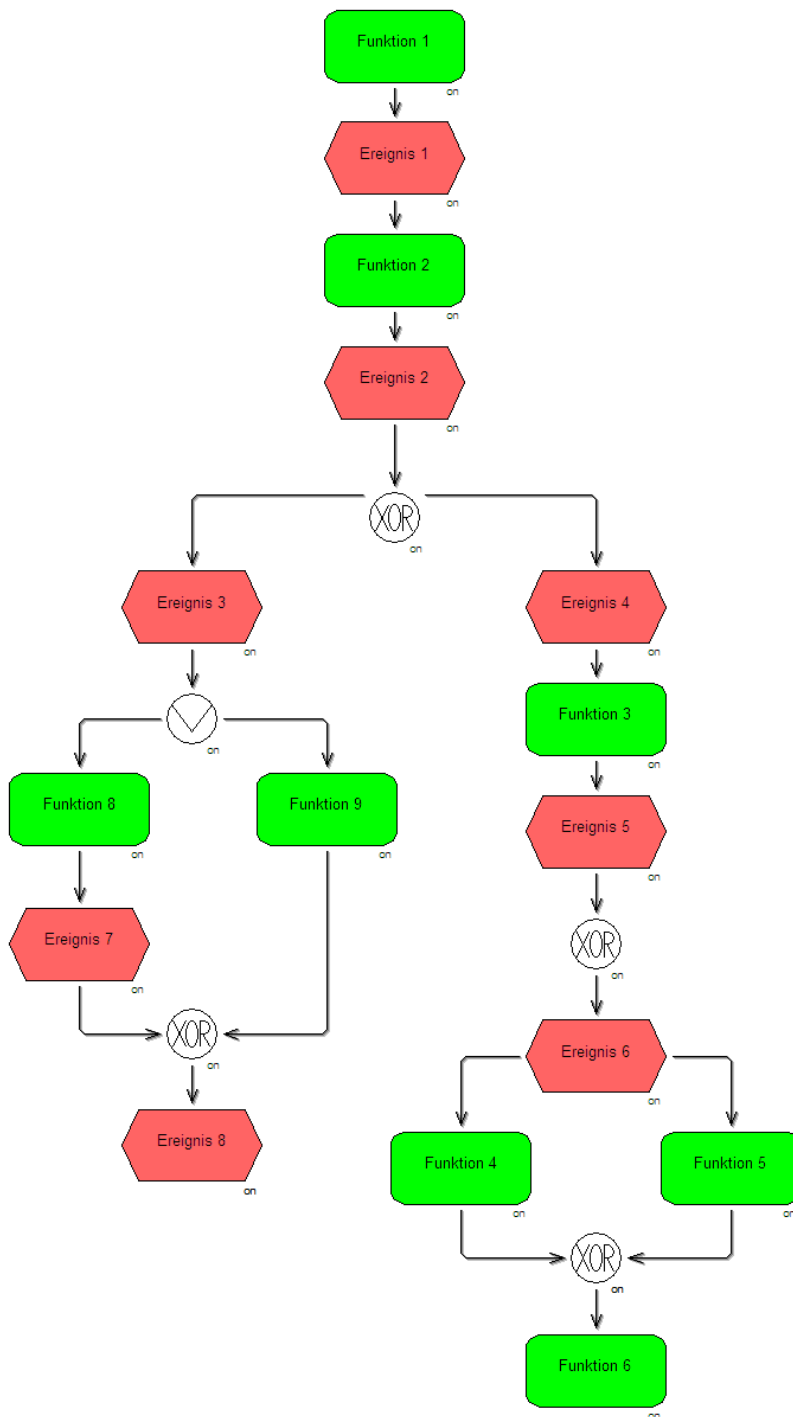 Funktion 1
on
Ereignis 1
on
Funktion 2
on
Ereignis 2
on
XOR
on
Ereignis 3
on
Ereignis 4
on
on
Funktion 3
on
Funktion 8
on
Funktion 9
on
Ereignis 5
on
Ereignis 7
on
XOR
on
XOR
on
Ereignis 6
on
Ereignis 8
on
Funktion 4
on
Funktion 5
on
XOR
on
Funktion 6
on